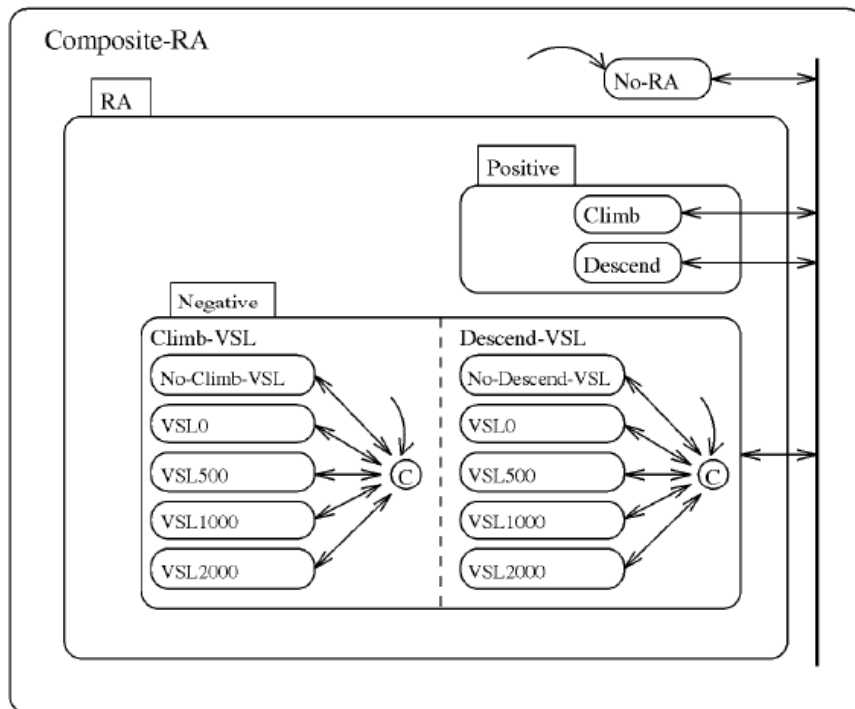 Composite-RA
No-RA
RA
Positive
Climb
Descend
Negative
Climb-VSL
No-Climb-VSL
VSL0
VSL500
VSL1000
VSL2000
C
Descend-VSL
No-Descend-VSL
VSL0
VSL500
VSL1000
VSL2000
C